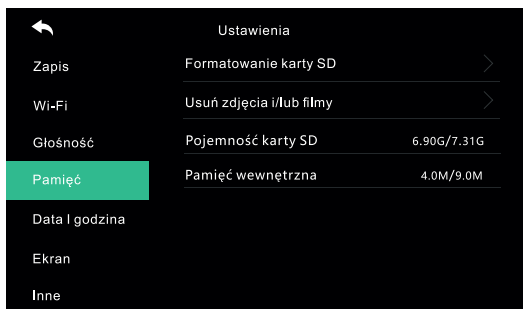 Ustawienia
Zapis
Wi-Fi
Głośność
Pamięć
Data I godzina
Ekran
Inne
Formatowanie karty SD
Usuń zdjęcia i/lub filmy
Pojemność karty SD 6.90G/7.31G
Pamięć wewnętrzna 4.0M/9.0M